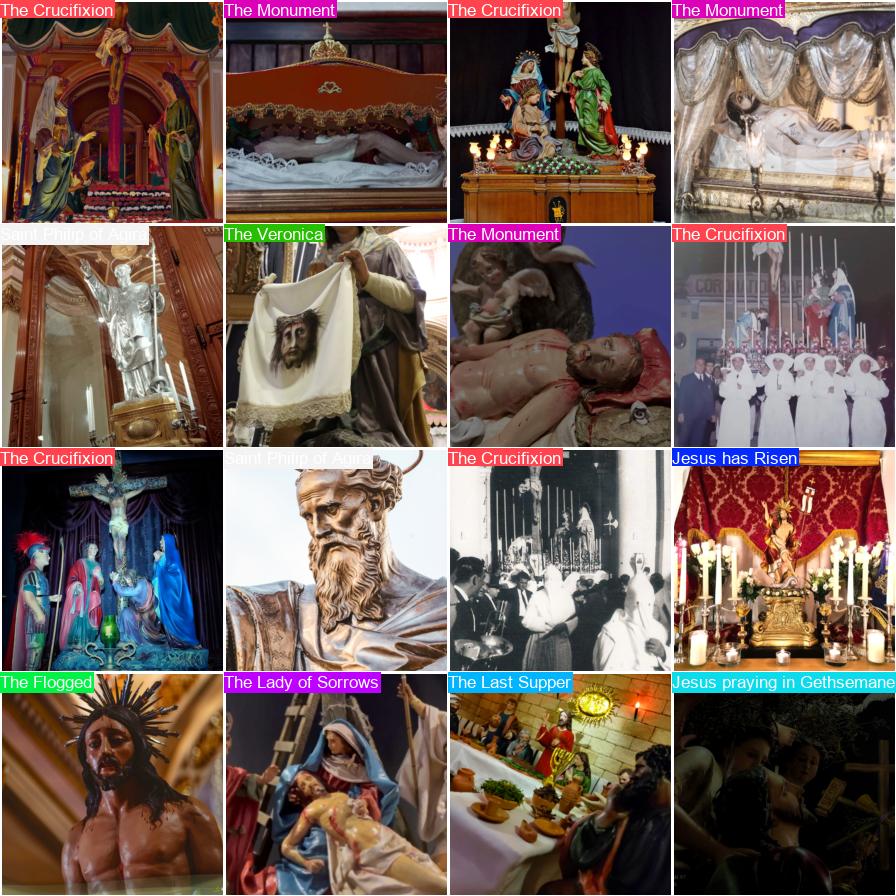 The Crucifixion
The Monument
The Crucifixion
The Monument
Saint Philip of Agira
The Veronica
The Monument
The Crucifixion
The Crucifixion
Saint Philip of Agira
The Crucifixion
Jesus has Risen
The Flogged
The Lady of Sorrows
The Last Supper
Jesus praying in Gethsemane